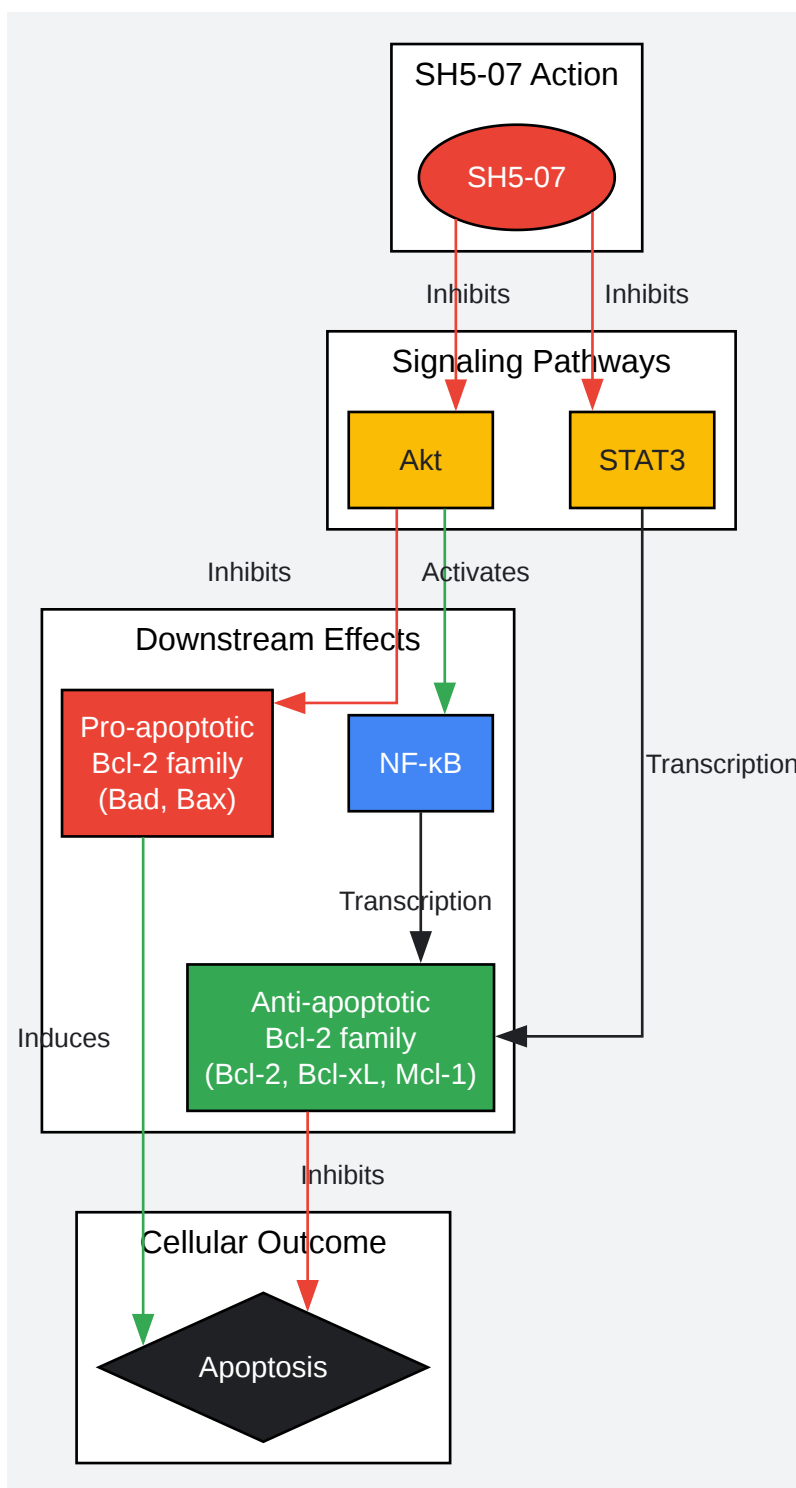 SH5-07 Action
SH5-07
Inhibits
Inhibits
Signaling Pathways
Akt
STAT3
Inhibits
Activates
Downstream Effects
Pro-apoptotic
Bcl-2 family
(Bad, Bax)
NF-κB
Transcription
Transcription
Anti-apoptotic
Bcl-2 family
(Bcl-2, Bcl-xL, Mcl-1)
Induces
Inhibits
Cellular Outcome
Apoptosis